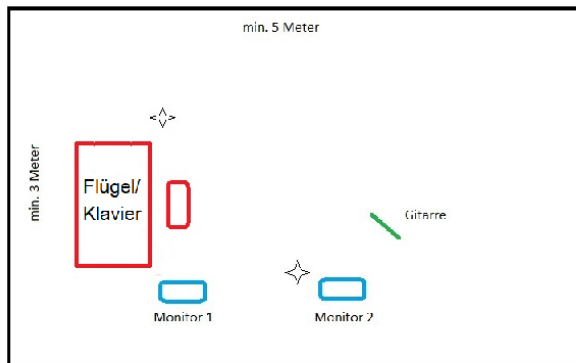 min. 5 Meter
min. 3 Meter
Flügel/
Klavier
Gitarre
Monitor 1
Monitor 2